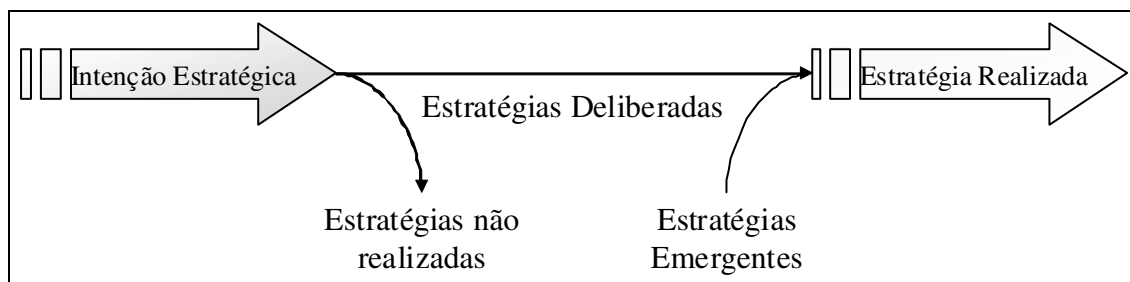 Intenção Estratégica
Estratégia Realizada
Estratégias Deliberadas
Estratégias não
realizadas
Estratégias
Emergentes